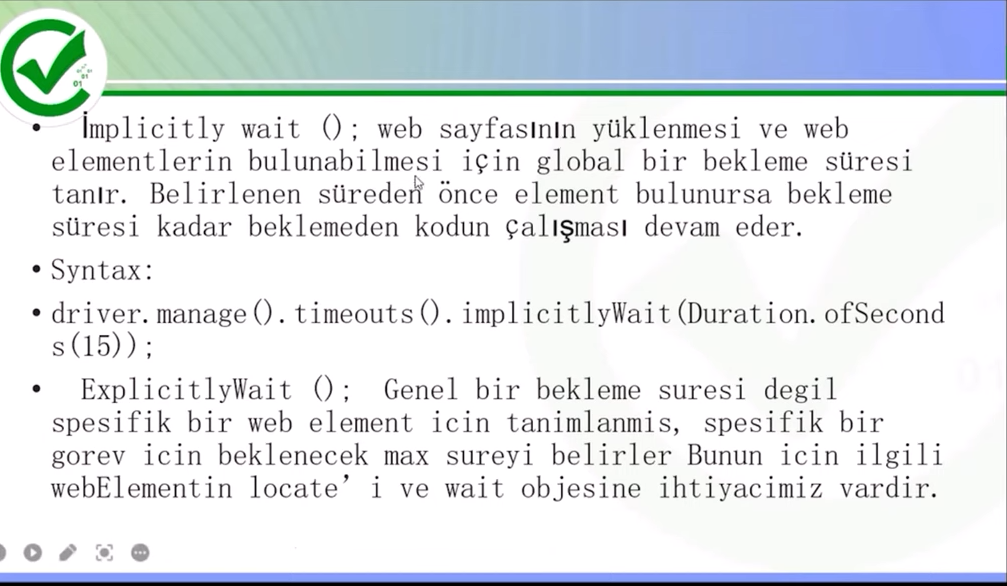 • İmplicitly wait (); web sayfasının yüklenmesi ve web
elementlerin bulunabilmesi için global bir bekleme süresi
tanır. Belirlenen süreden önce element bulunursa bekleme
süresi kadar beklemeden kodun çalışması devam eder.
• Syntax:
• driver.manage().timeouts().implicitlyWait(Duration.ofSecond
s(15));
• ExplicitlyWait (); Genel bir bekleme suresi degil
spesifik bir web element icin tanimlanmis, spesifik bir
gorev icin beklenecek max sureyi belirler Bunun icin ilgili
webElementin locate’i ve wait objesine ihtiyacimiz vardir.